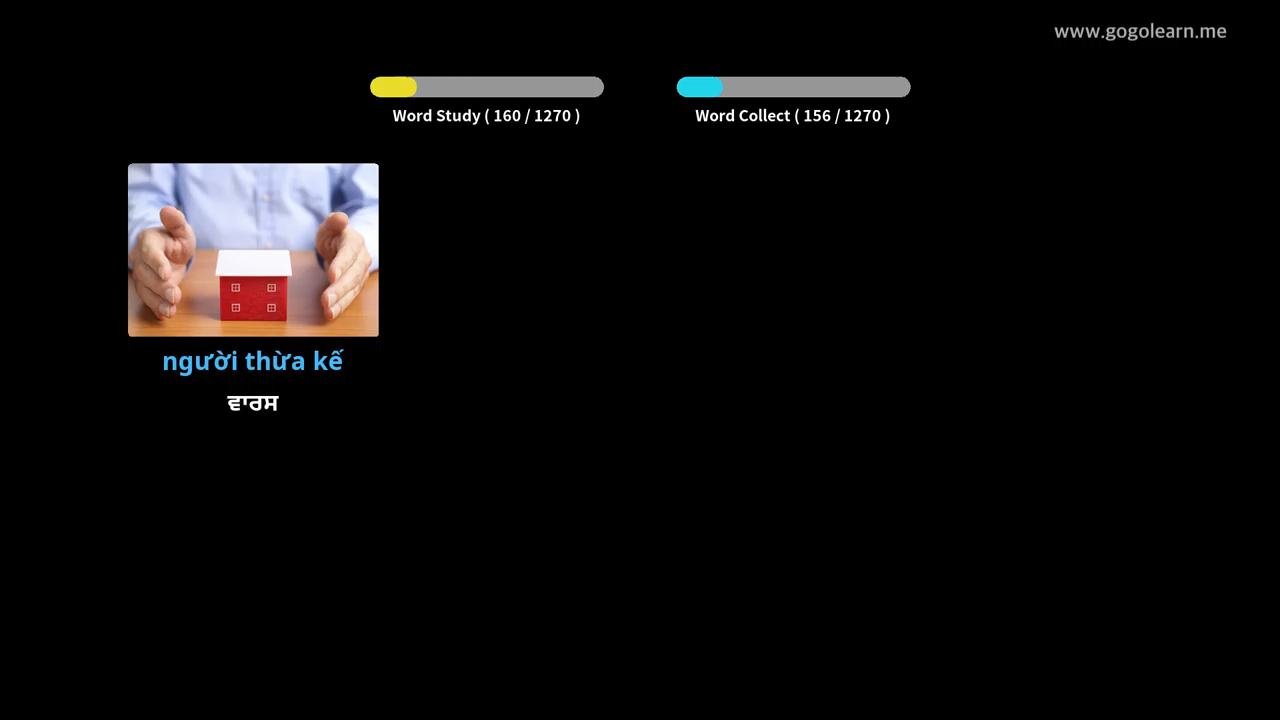 www.gogolearn.me
Word Study ( 160 / 1270 )
Word Collect ( 156 / 1270 )
người thừa kế
ਵਾਰਸ